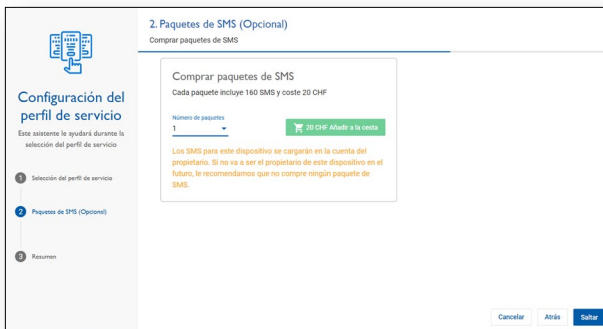 Configuración del
perfil de servicio
Este asistente le ayudará durante la
selección del perfil de servicio
1 Selección del perfil de servicio
2 Paquetes de SMS (Opcional)
3 Resumen
2. Paquetes de SMS (Opcional)
Comprar paquetes de SMS
Comprar paquetes de SMS
Cada paquete incluye 160 SMS y coste 20 CHF
Número de paquetes
1
20 CHF Añadir a la cesta
Los SMS para este dispositivo se cargarán en la cuenta del
propietario. Si no va a ser el propietario de este dispositivo en el
futuro, le recomendamos que no compre ningún paquete de
SMS.
Cancelar Atrás Saltar